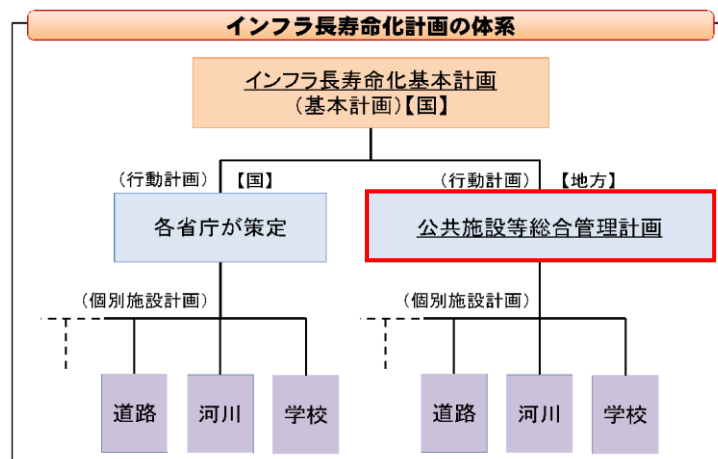 インフラ長寿命化計画の体系
インフラ長寿命化基本計画
(基本計画)【国】
(行動計画) 【国】
(行動計画) 【地方】
各省庁が策定
公共施設等総合管理計画
(個別施設計画)
(個別施設計画)
道路
河川
学校
道路
河川
学校